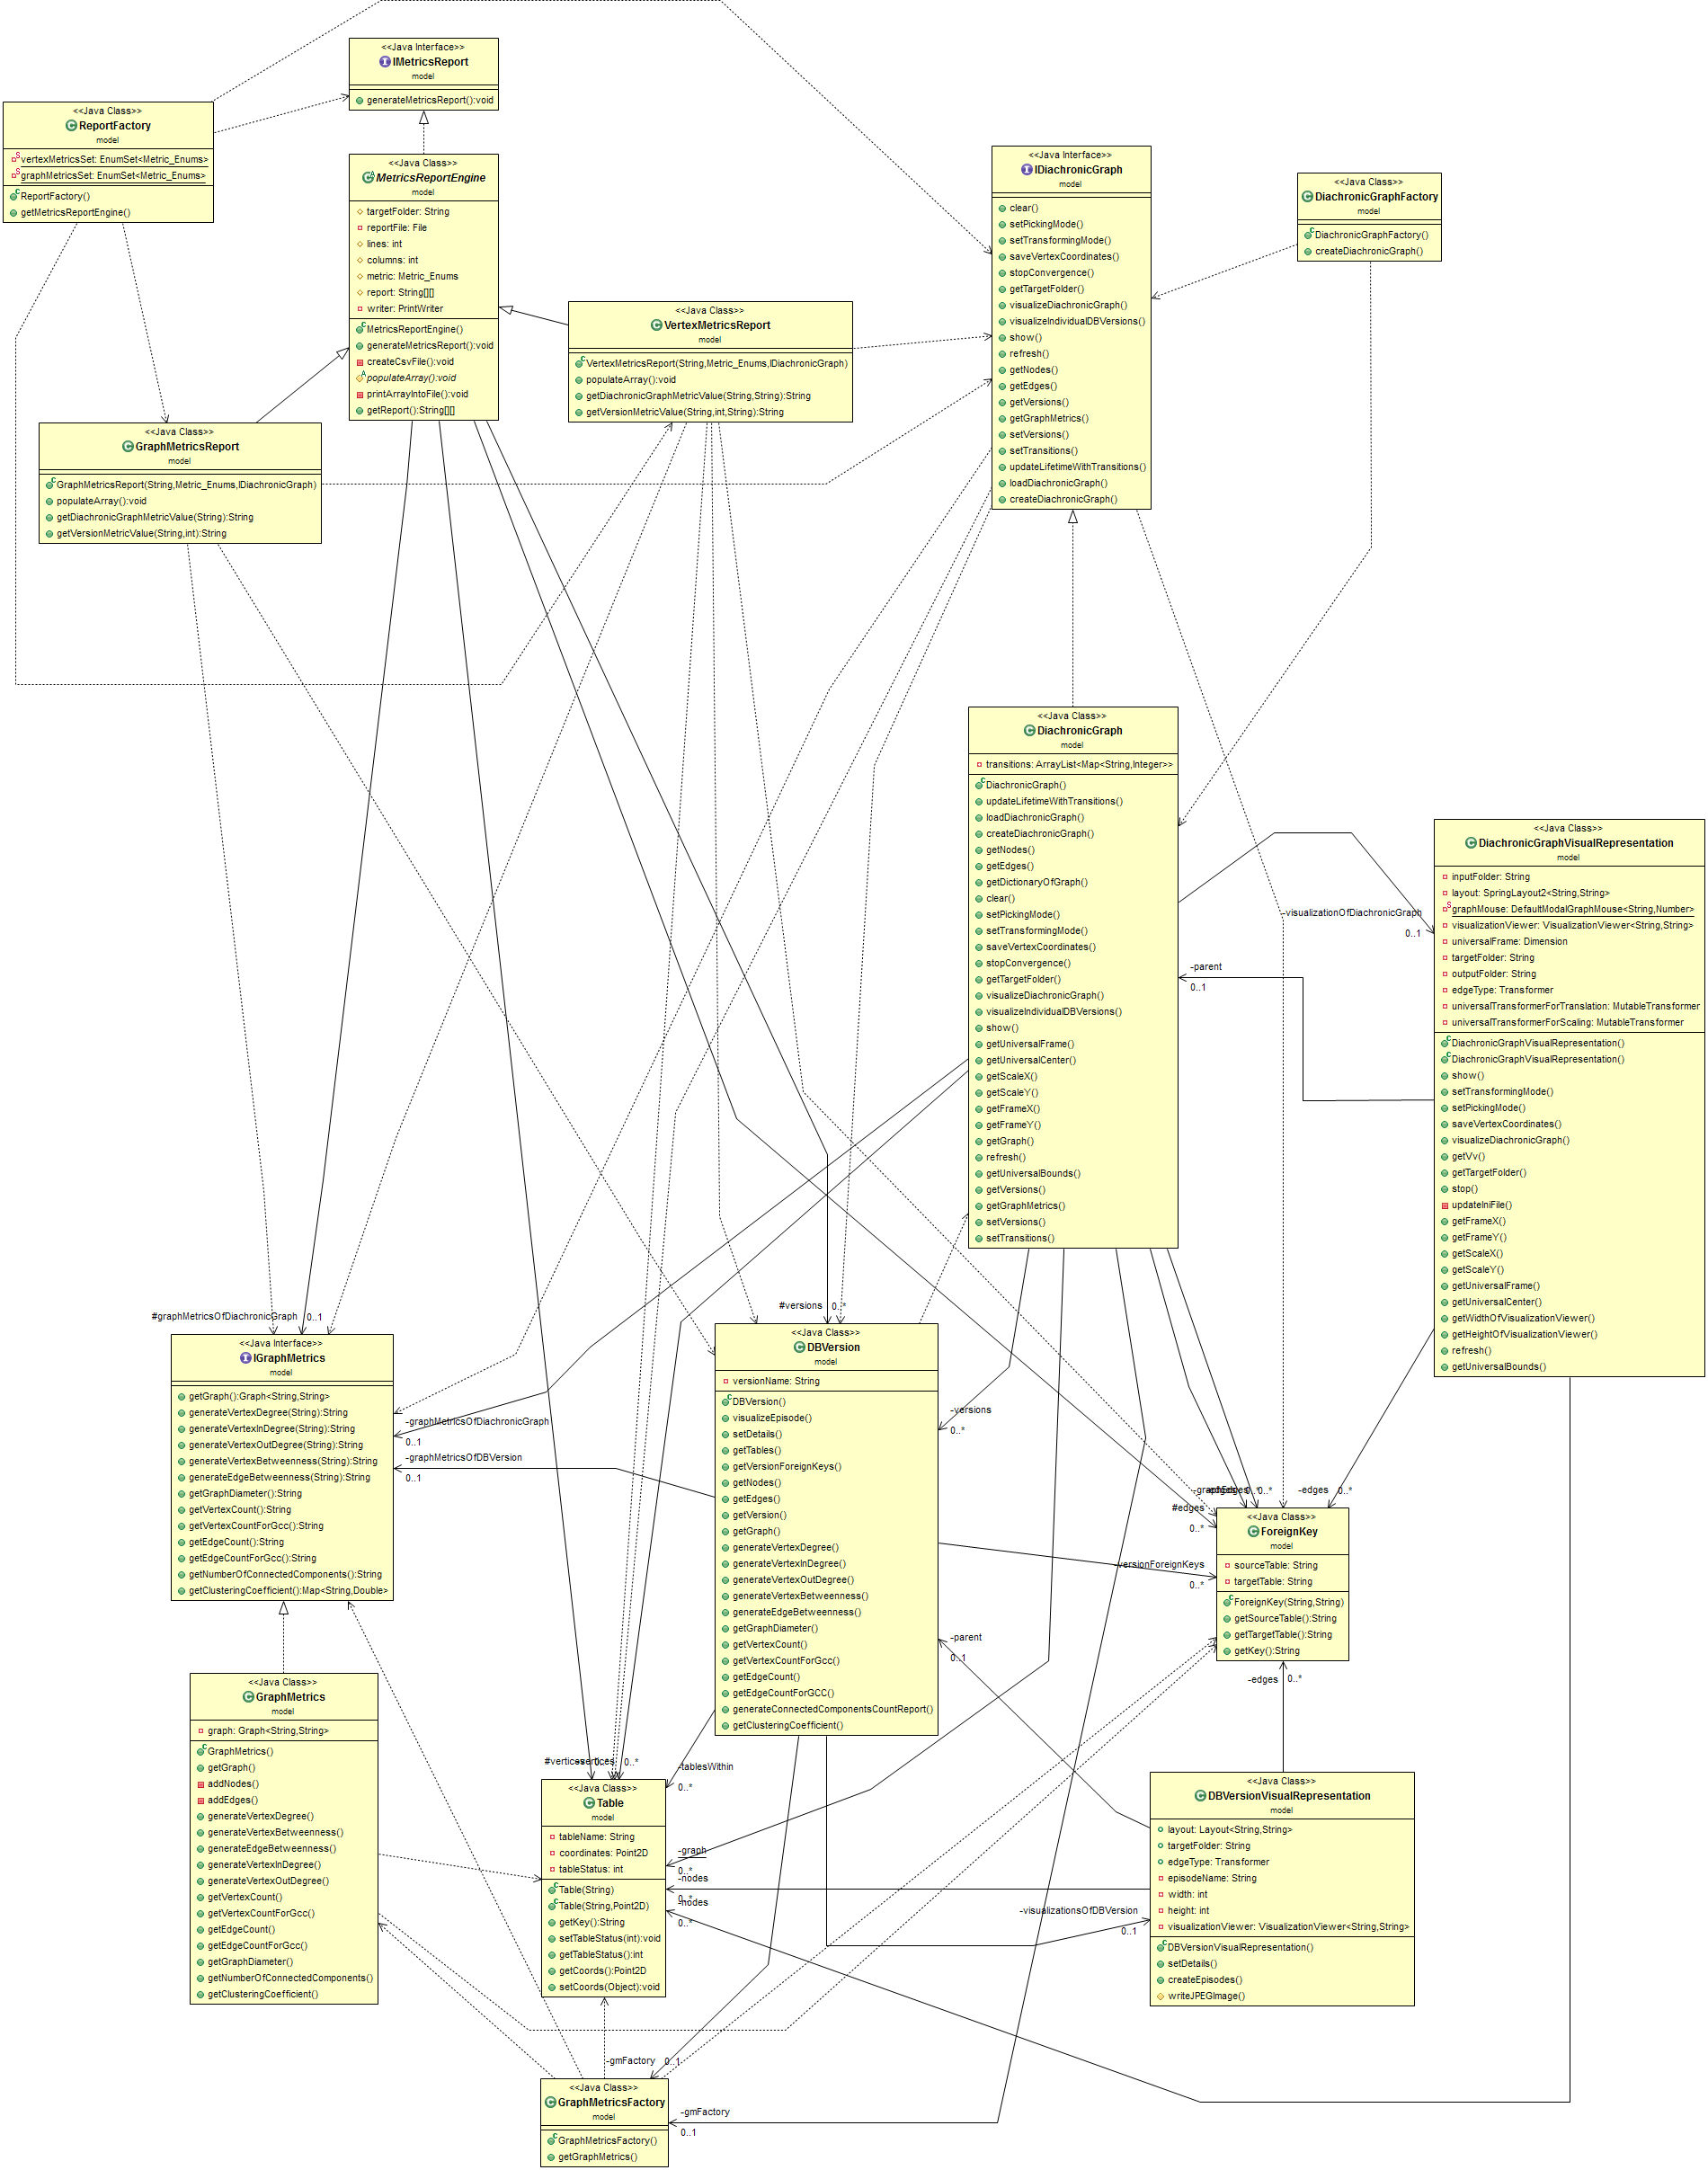 <<Java Interface>>
IMetricsReport
model
generateMetricsReport():void
<<Java Class>>
ReportFactory
model
vertexMetricsSet: EnumSet<Metric_Enums>
graphMetricsSet: EnumSet<Metric_Enums>
ReportFactory()
getMetricsReportEngine()
<<Java Class>>
MetricsReportEngine
model
targetFolder: String
reportFile: File
lines: int
columns: int
metric: Metric_Enums
report: String[][]
writer: PrintWriter
MetricsReportEngine()
generateMetricsReport():void
createCsvFile():void
populateArray():void
printArrayIntoFile():void
getReport():String[][]
<<Java Interface>>
IDiachronicGraph
model
clear()
setPickingMode()
setTransformingMode()
saveVertexCoordinates()
stopConvergence()
getTargetFolder()
visualizeDiachronicGraph()
visualizeIndividualDBVersions()
show()
refresh()
getNodes()
getEdges()
getVersions()
getGraphMetrics()
setVersions()
setTransitions()
updateLifetimeWithTransitions()
loadDiachronicGraph()
createDiachronicGraph()
<<Java Class>>
DiachronicGraphFactory
model
DiachronicGraphFactory()
createDiachronicGraph()
<<Java Class>>
VertexMetricsReport
model
VertexMetricsReport(String,Metric_Enums,IDiachronicGraph)
populateArray():void
getDiachronicGraphMetricValue(String,String):String
getVersionMetricValue(String,int,String):String
<<Java Class>>
GraphMetricsReport
model
GraphMetricsReport(String,Metric_Enums,IDiachronicGraph)
populateArray():void
getDiachronicGraphMetricValue(String):String
getVersionMetricValue(String,int):String
<<Java Class>>
DiachronicGraph
model
transitions: ArrayList<Map<String,Integer>>
DiachronicGraph()
updateLifetimeWithTransitions()
loadDiachronicGraph()
createDiachronicGraph()
getNodes()
getEdges()
getDictionaryOfGraph()
clear()
setPickingMode()
setTransformingMode()
saveVertexCoordinates()
stopConvergence()
getTargetFolder()
visualizeDiachronicGraph()
visualizeIndividualDBVersions()
show()
getUniversalFrame()
getUniversalCenter()
getScaleX()
getScaleY()
getFrameX()
getFrameY()
getGraph()
refresh()
getUniversalBounds()
getVersions()
getGraphMetrics()
setVersions()
setTransitions()
<<Java Class>>
DiachronicGraphVisualRepresentation
model
inputFolder: String
layout: SpringLayout2<String,String>
graphMouse: DefaultModalGraphMouse<String,Number>
visualizationViewer: VisualizationViewer<String,String>
universalFrame: Dimension
targetFolder: String
outputFolder: String
edgeType: Transformer
universalTransformerForTranslation: MutableTransformer
universalTransformerForScaling: MutableTransformer
DiachronicGraphVisualRepresentation()
DiachronicGraphVisualRepresentation()
show()
setTransformingMode()
setPickingMode()
saveVertexCoordinates()
visualizeDiachronicGraph()
getVv()
getTargetFolder()
stop()
updateIniFile()
getFrameX()
getFrameY()
getScaleX()
getScaleY()
getUniversalFrame()
getUniversalCenter()
getWidthOfVisualizationViewer()
getHeightOfVisualizationViewer()
refresh()
getUniversalBounds()
-visualizationOfDiachronicGraph
0..1
-parent
0..1
#graphMetricsOfDiachronicGraph 0..1
#versions 0..*
<<Java Interface>>
IGraphMetrics
model
getGraph():Graph<String,String>
generateVertexDegree(String):String
generateVertexInDegree(String):String
generateVertexOutDegree(String):String
generateVertexBetweenness(String):String
generateEdgeBetweenness(String):String
getGraphDiameter():String
getVertexCount():String
getVertexCountForGcc():String
getEdgeCount():String
getEdgeCountForGcc():String
getNumberOfConnectedComponents():String
getClusteringCoefficient():Map<String,Double>
-graphMetricsOfDiachronicGraph
0..1
-graphMetricsOfDBVersion
0..1
<<Java Class>>
DBVersion
model
versionName: String
DBVersion()
visualizeEpisode()
setDetails()
getTables()
getVersionForeignKeys()
getNodes()
getEdges()
getVersion()
getGraph()
generateVertexDegree()
generateVertexInDegree()
generateVertexOutDegree()
generateVertexBetweenness()
generateEdgeBetweenness()
getGraphDiameter()
getVertexCount()
getVertexCountForGcc()
getEdgeCount()
getEdgeCountForGCC()
generateConnectedComponentsCountReport()
getClusteringCoefficient()
-versions
0..*
-graphEdges 0..* 0..*
-edges 0..*
#edges
0..*
-versionForeignKeys
0..*
<<Java Class>>
ForeignKey
model
sourceTable: String
targetTable: String
ForeignKey(String,String)
getSourceTable():String
getTargetTable():String
getKey():String
-parent
0..1
-edges 0..*
<<Java Class>>
GraphMetrics
model
graph: Graph<String,String>
GraphMetrics()
getGraph()
addNodes()
addEdges()
generateVertexDegree()
generateVertexBetweenness()
generateEdgeBetweenness()
generateVertexInDegree()
generateVertexOutDegree()
getVertexCount()
getVertexCountForGcc()
getEdgeCount()
getEdgeCountForGcc()
getGraphDiameter()
getNumberOfConnectedComponents()
getClusteringCoefficient()
#vertices -vertices 0..* 0..*
-tablesWithin
0..*
<<Java Class>>
Table
model
tableName: String
coordinates: Point2D
tableStatus: int
Table(String)
Table(String,Point2D)
getKey():String
setTableStatus(int):void
getTableStatus():int
getCoords():Point2D
setCoords(Object):void
-graph
0..*
-nodes
0..*
-nodes
0..*
<<Java Class>>
DBVersionVisualRepresentation
model
layout: Layout<String,String>
targetFolder: String
edgeType: Transformer
episodeName: String
width: int
height: int
visualizationViewer: VisualizationViewer<String,String>
DBVersionVisualRepresentation()
setDetails()
createEpisodes()
writeJPEGImage()
-visualizationsOfDBVersion
0..1
-gmFactory 0..1
<<Java Class>>
GraphMetricsFactory
model
GraphMetricsFactory()
getGraphMetrics()
-gmFactory
0..1